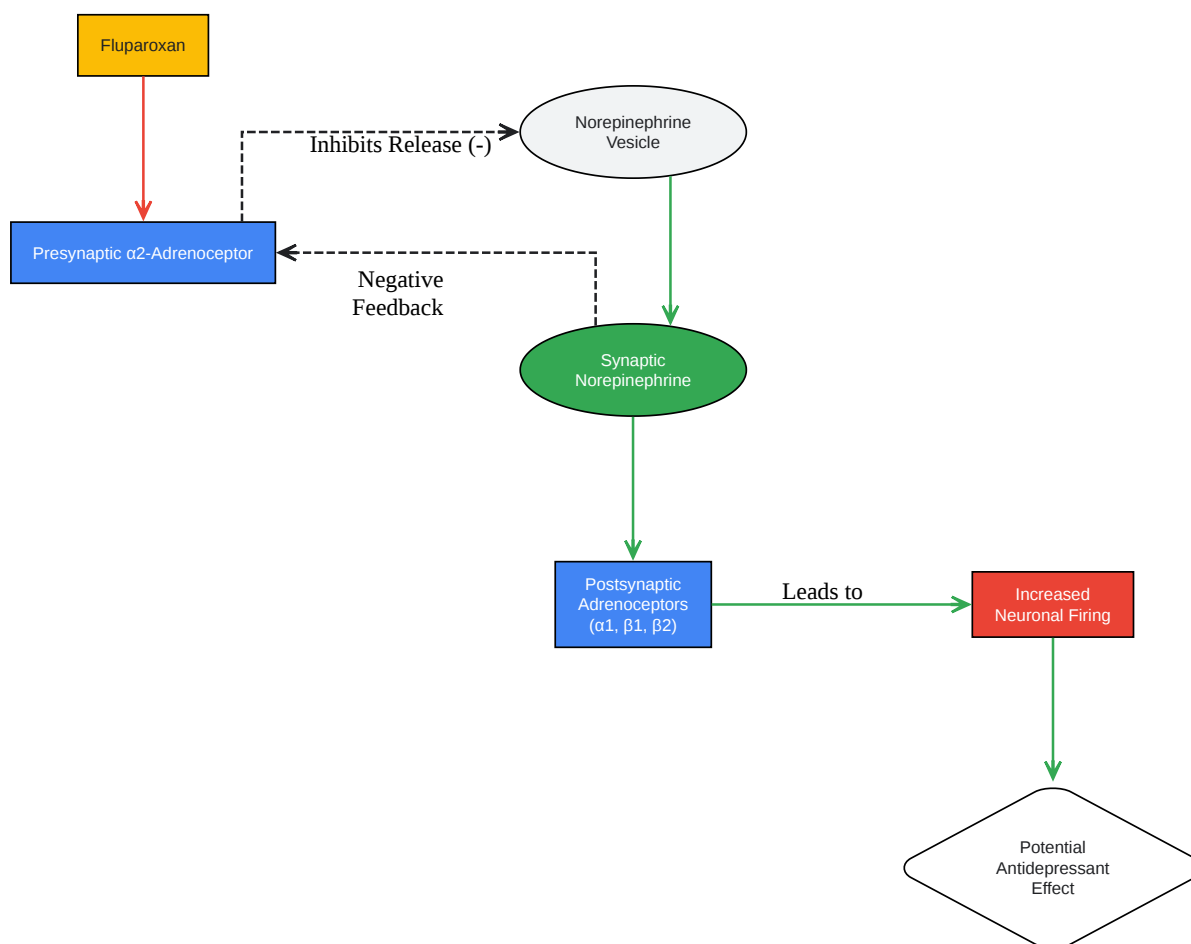 Fluparoxan
Norepinephrine
Vesicle
Inhibits Release (-)
Presynaptic α2-Adrenoceptor
Negative
Feedback
Synaptic
Norepinephrine
Postsynaptic
Adrenoceptors
(α1, β1, β2)
Leads to
Increased
Neuronal Firing
Potential
Antidepressant
Effect